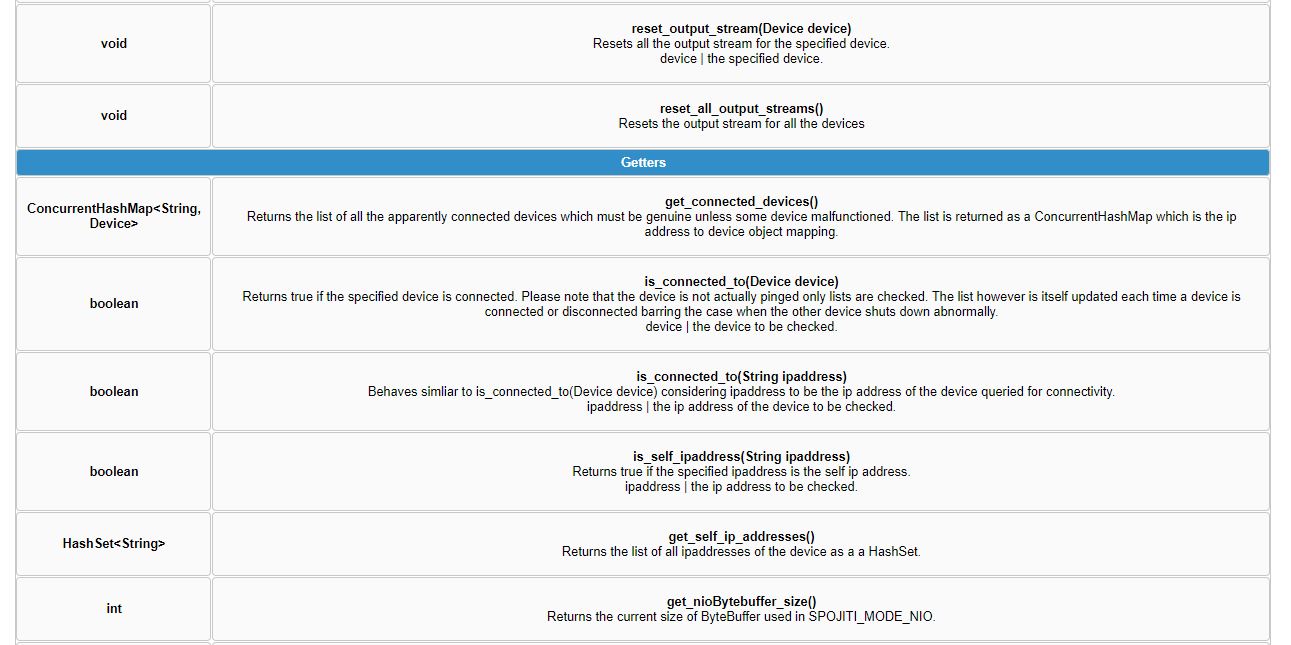 void
reset_output_stream(Device device)
Resets all the output stream for the specified device.
device | the specified device.
void
reset_all_output_streams()
Resets the output stream for all the devices
Getters
ConcurrentHashMap<String,
Device>
get_connected_devices()
Returns the list of all the apparently connected devices which must be genuine unless some device malfunctioned. The list is returned as a ConcurrentHashMap which is the ip
address to device object mapping.
boolean
is_connected_to(Device device)
Returns true if the specified device is connected. Please note that the device is not actually pinged only lists are checked. The list however is itself updated each time a device is
connected or disconnected barring the case when the other device shuts down abnormally.
device | the device to be checked.
boolean
is_connected_to(String ipaddress)
Behaves simliar to is_connected_to(Device device) considering ipaddress to be the ip address of the device queried for connectivity.
ipaddress | the ip address of the device to be checked.
boolean
is_self_ipaddress(String ipaddress)
Returns true if the specified ipaddress is the self ip address.
ipaddress | the ip address to be checked.
HashSet<String>
get_self_ip_addresses()
Returns the list of all ipaddresses of the device as a a HashSet.
int
get_nioBytebuffer_size()
Returns the current size of ByteBuffer used in SPOJITI_MODE_NIO.